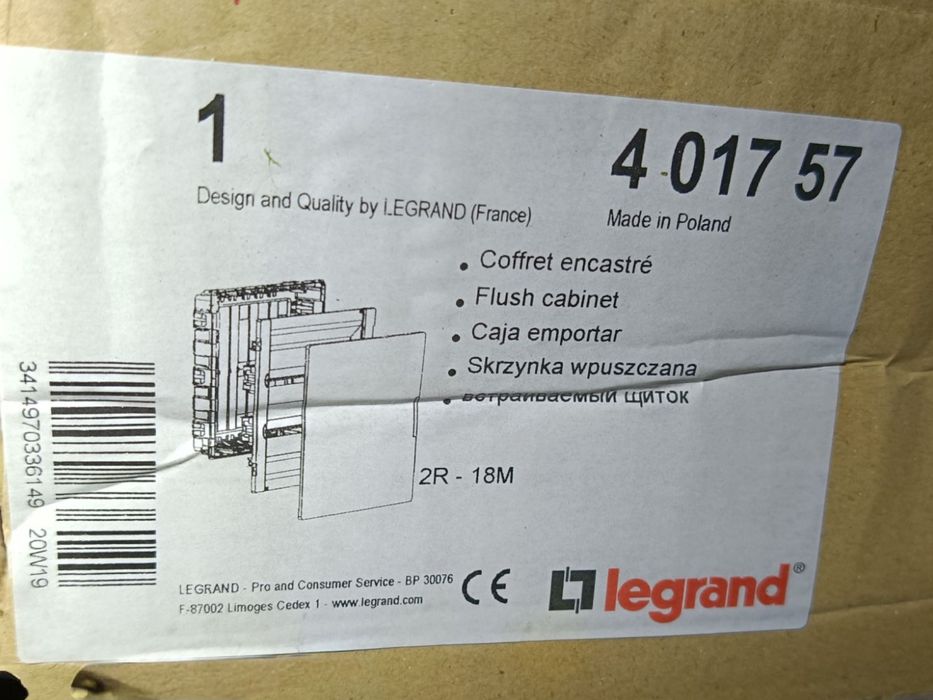 1
4 017 57
Design and Quality by LEGRAND (France)
Made in Poland
• Coffret encastré
• Flush cabinet
• Caja emportar
• Skrzynka wpuszczana
• встраиваемый щиток
2R - 18M
3414970336149 20W19
LEGRAND - Pro and Consumer Service - BP 30076
F-87002 Limoges Cedex 1 - www.legrand.com
CE
legrand®